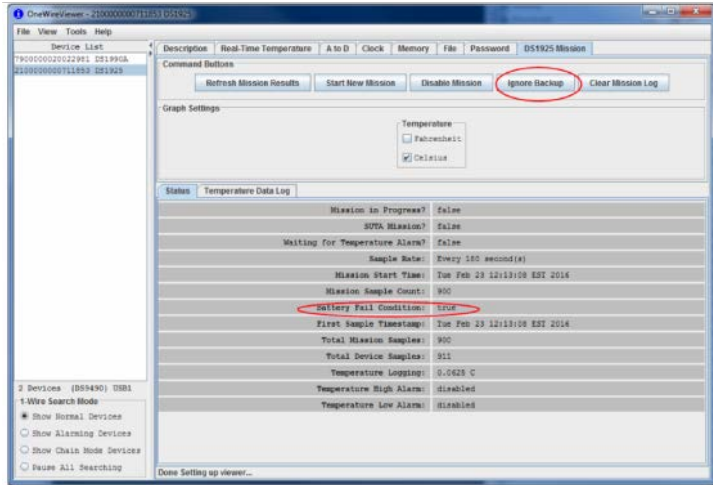 OneWireViewer - 2100000000711853 DS1925
File View Tools Help
Device List
7900000020022981 DS1990A
2100000000711853 DS1925
2 Devices (DS9490) USB1
1-Wire Search Mode
Show Normal Devices
Show Alarming Devices
Show Chain Mode Devices
Pause All Searching
Description Real-Time Temperature A to D Clock Memory File Password DS1925 Mission
Command Buttons
Refresh Mission Results Start New Mission Disable Mission Ignore Backup Clear Mission Log
Graph Settings
Temperature
Fahrenheit
Celsius
Status Temperature Data Log
Mission in Progress? false
SUTA Mission? false
Waiting for Temperature Alarm? false
Sample Rate: Every 180 second(s)
Mission Start Time: Tue Feb 23 12:13:08 EST 2016
Mission Sample Count: 900
Battery Fail Condition: true
First Sample Timestamp: Tue Feb 23 12:13:08 EST 2016
Total Mission Samples: 900
Total Device Samples: 911
Temperature Logging: 0.0625 C
Temperature High Alarm: disabled
Temperature Low Alarm: disabled
Done Setting up viewer...